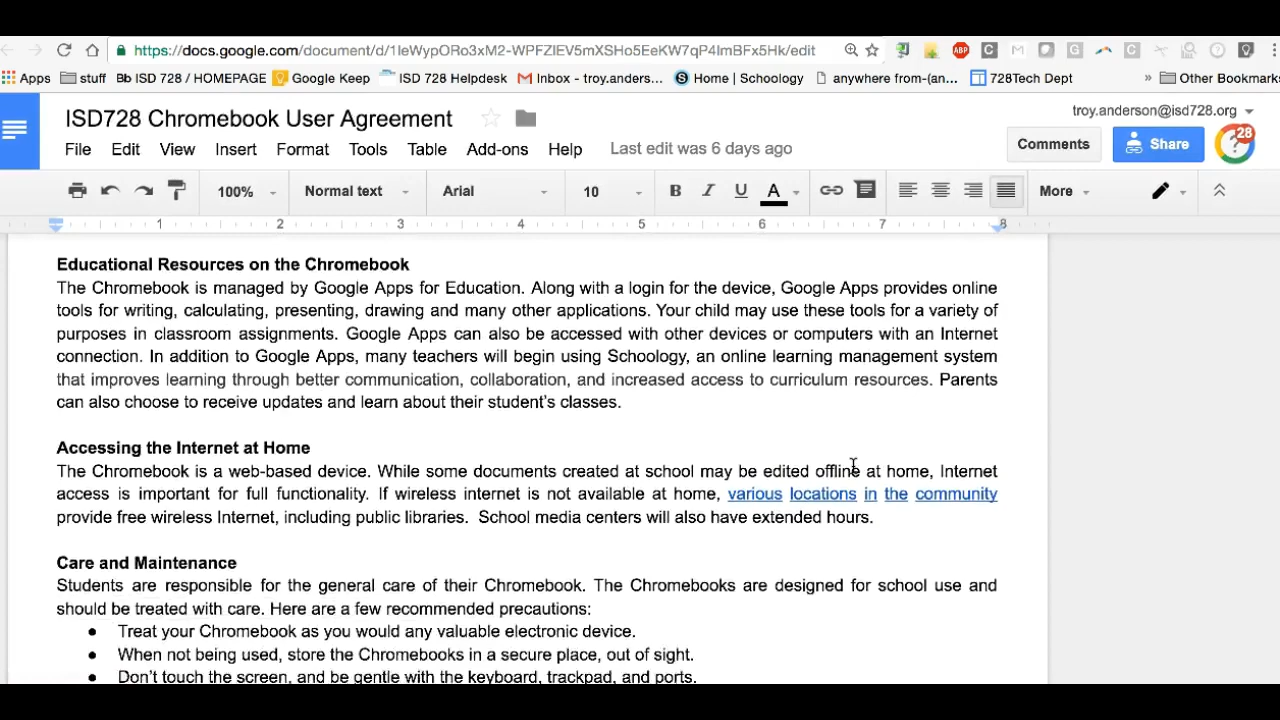 https://docs.google.com/document/d/1IeWypORo3xM2-WPFZIEV5mXSHo5EeKW7qP4ImBFx5Hk/edit
Apps stuff Bb ISD 728 / HOMEPAGE Google Keep ISD 728 Helpdesk Inbox - troy.anders... Home | Schoology anywhere from-(an... 728Tech Dept » Other Bookmarks
ISD728 Chromebook User Agreement
troy.anderson@isd728.org
File Edit View Insert Format Tools Table Add-ons Help Last edit was 6 days ago
Comments Share 28
100% Normal text Arial 10 B I U A More
1 2 3 4 5 6 7 8
Educational Resources on the Chromebook
The Chromebook is managed by Google Apps for Education. Along with a login for the device, Google Apps provides online
tools for writing, calculating, presenting, drawing and many other applications. Your child may use these tools for a variety of
purposes in classroom assignments. Google Apps can also be accessed with other devices or computers with an Internet
connection. In addition to Google Apps, many teachers will begin using Schoology, an online learning management system
that improves learning through better communication, collaboration, and increased access to curriculum resources. Parents
can also choose to receive updates and learn about their student's classes.
Accessing the Internet at Home
The Chromebook is a web-based device. While some documents created at school may be edited offline at home, Internet
access is important for full functionality. If wireless internet is not available at home, various locations in the community
provide free wireless Internet, including public libraries. School media centers will also have extended hours.
Care and Maintenance
Students are responsible for the general care of their Chromebook. The Chromebooks are designed for school use and
should be treated with care. Here are a few recommended precautions:
● Treat your Chromebook as you would any valuable electronic device.
● When not being used, store the Chromebooks in a secure place, out of sight.
● Don't touch the screen, and be gentle with the keyboard, trackpad, and ports.